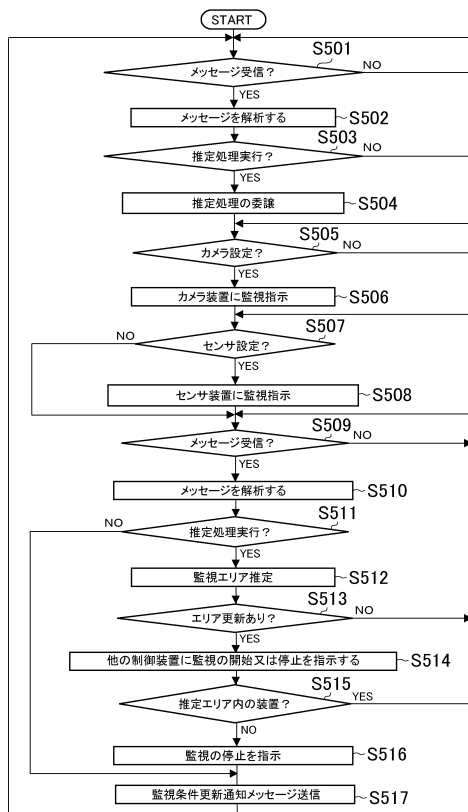 START
S501
メッセージ受信？
NO
YES
メッセージを解析する
S502
S503
推定処理実行？
NO
YES
推定処理の委譲
S504
S505
カメラ設定？
NO
YES
カメラ装置に監視指示
S506
S507
NO
センサ設定？
YES
センサ装置に監視指示
S508
S509
メッセージ受信？
NO
YES
メッセージを解析する
S510
S511
NO
推定処理実行？
YES
監視エリア推定
S512
S513
エリア更新あり？
NO
YES
他の制御装置に監視の開始又は停止を指示する
S514
S515
推定エリア内の装置？
YES
NO
監視の停止を指示
S516
監視条件更新通知メッセージ送信
S517